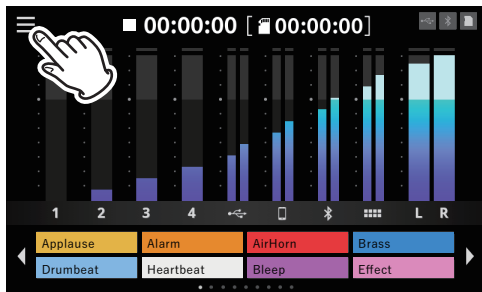 00:00:00 [00:00:00]
1 2 3 4 L R
Applause Alarm AirHorn Brass
Drumbeat Heartbeat Bleep Effect